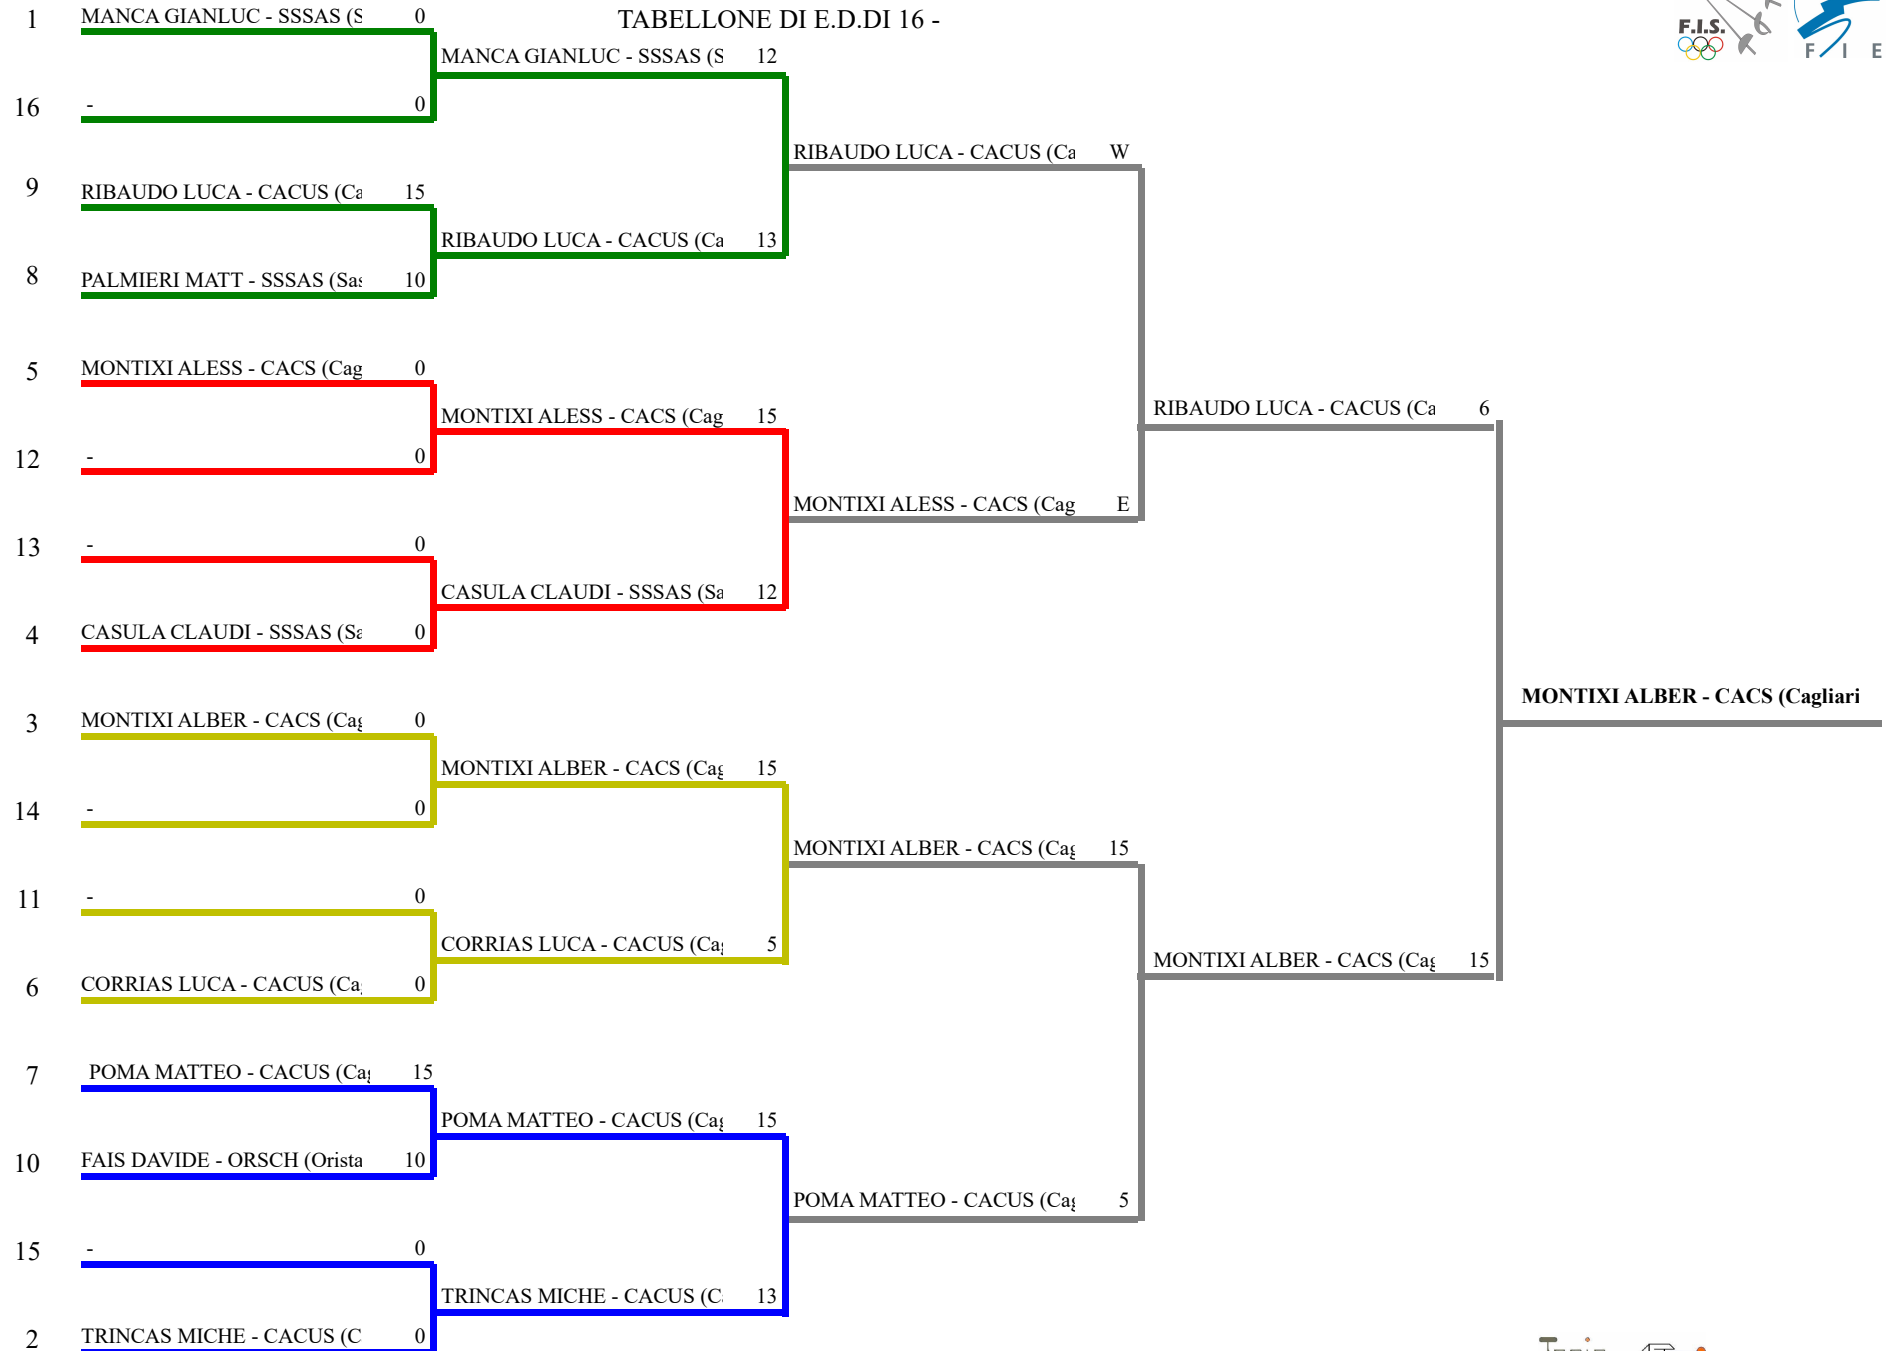 TABELLONE DI E.D.DI 16 -
F.I.S.
F I E
1 MANCA GIANLUC - SSSAS (S 0
MANCA GIANLUC - SSSAS (S 12
16 - 0
RIBAUDO LUCA - CACUS (Ca W
9 RIBAUDO LUCA - CACUS (Ca 15
RIBAUDO LUCA - CACUS (Ca 13
8 PALMIERI MATT - SSSAS (Sas 10
5 MONTIXI ALESS - CACS (Cag 0
MONTIXI ALESS - CACS (Cag 15
RIBAUDO LUCA - CACUS (Ca 6
12 - 0
MONTIXI ALESS - CACS (Cag E
13 - 0
CASULA CLAUDI - SSSAS (Sa 12
4 CASULA CLAUDI - SSSAS (Sa 0
MONTIXI ALBER - CACS (Cagliari
3 MONTIXI ALBER - CACS (Cag 0
MONTIXI ALBER - CACS (Cag 15
14 - 0
MONTIXI ALBER - CACS (Cag 15
11 - 0
CORRIAS LUCA - CACUS (Cag 5
MONTIXI ALBER - CACS (Cag 15
6 CORRIAS LUCA - CACUS (Cag 0
7 POMA MATTEO - CACUS (Cag 15
POMA MATTEO - CACUS (Cag 15
10 FAIS DAVIDE - ORSCH (Orista 10
POMA MATTEO - CACUS (Cag 5
15 - 0
TRINCAS MICHE - CACUS (C 13
2 TRINCAS MICHE - CACUS (C 0